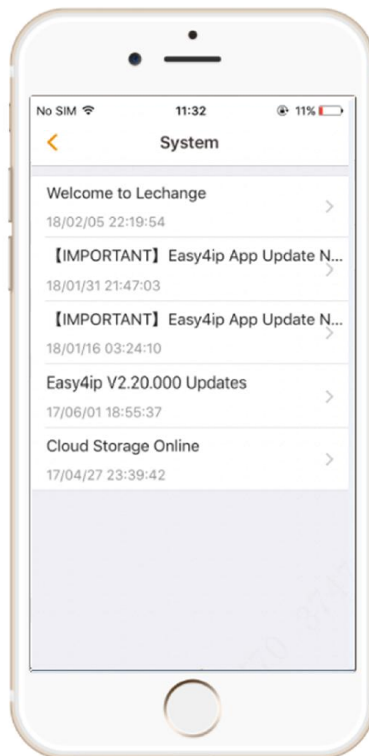 No SIM 11:32 11%
System
Welcome to Lechange
18/02/05 22:19:54
【IMPORTANT】Easy4ip App Update N...
18/01/31 21:47:03
【IMPORTANT】Easy4ip App Update N...
18/01/16 03:24:10
Easy4ip V2.20.000 Updates
17/06/01 18:55:37
Cloud Storage Online
17/04/27 23:39:42